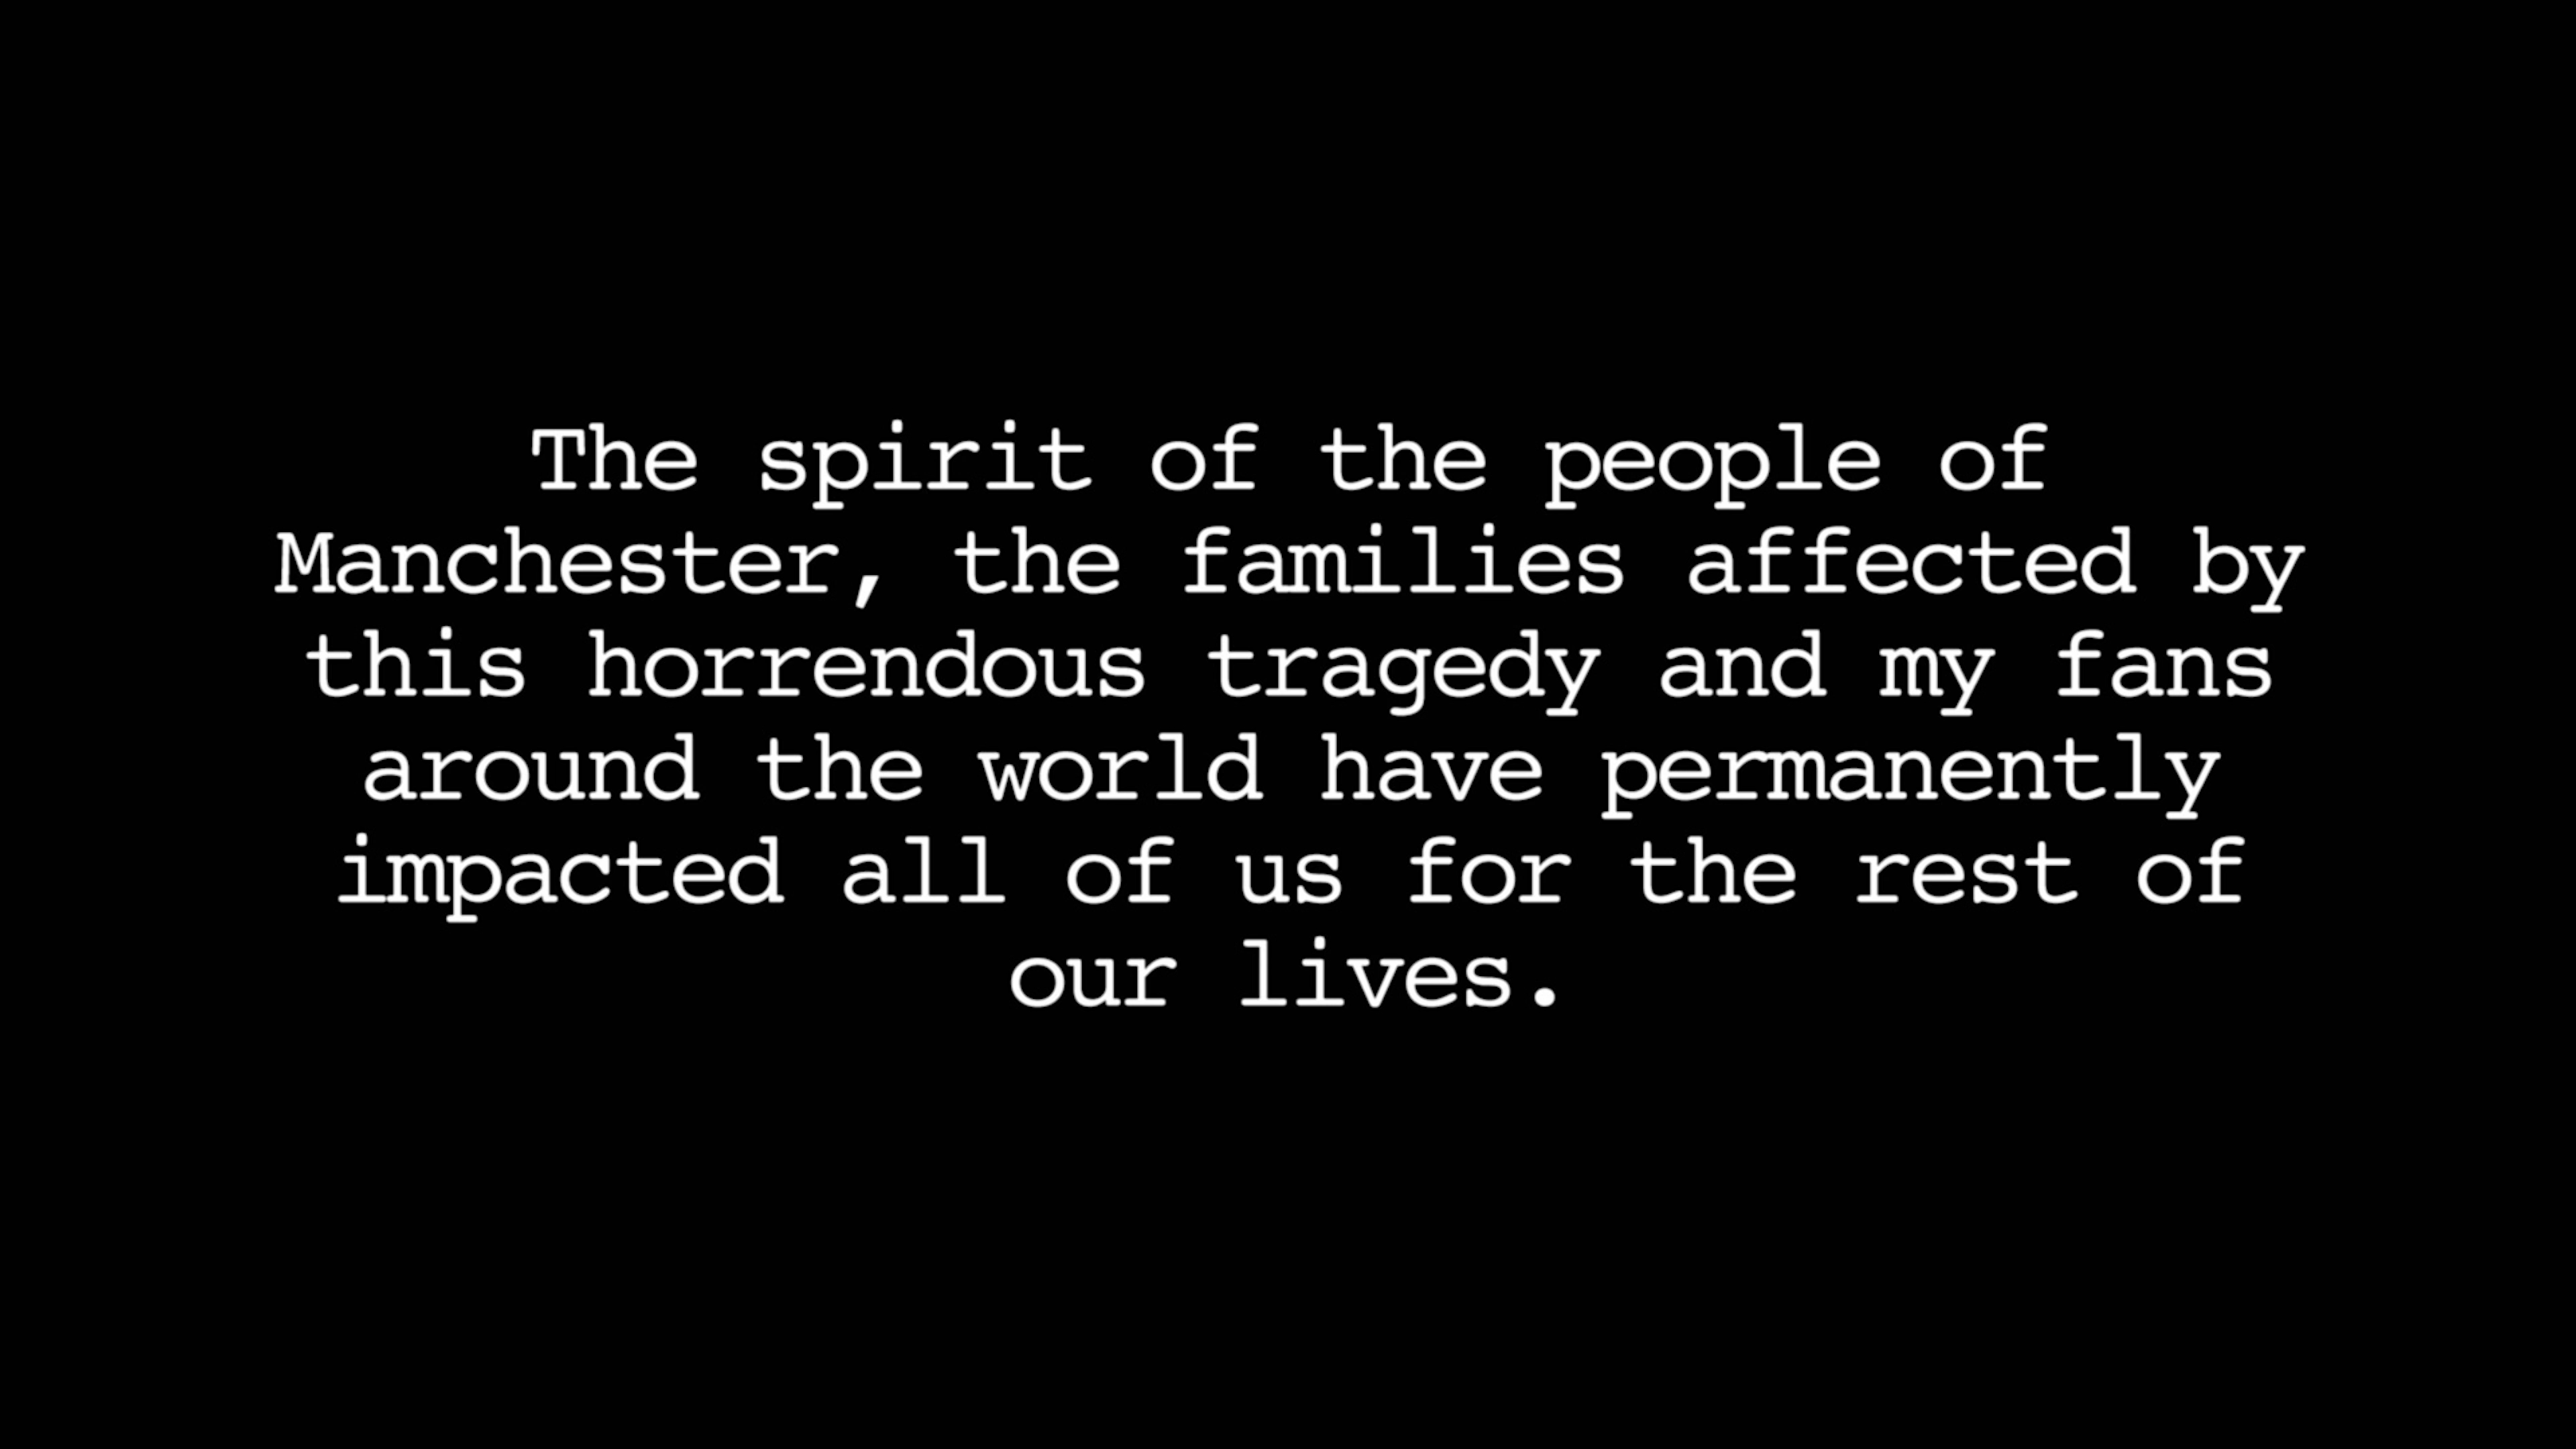 The spirit of the people of
Manchester, the families affected by
this horrendous tragedy and my fans
around the world have permanently
impacted all of us for the rest of
our lives.